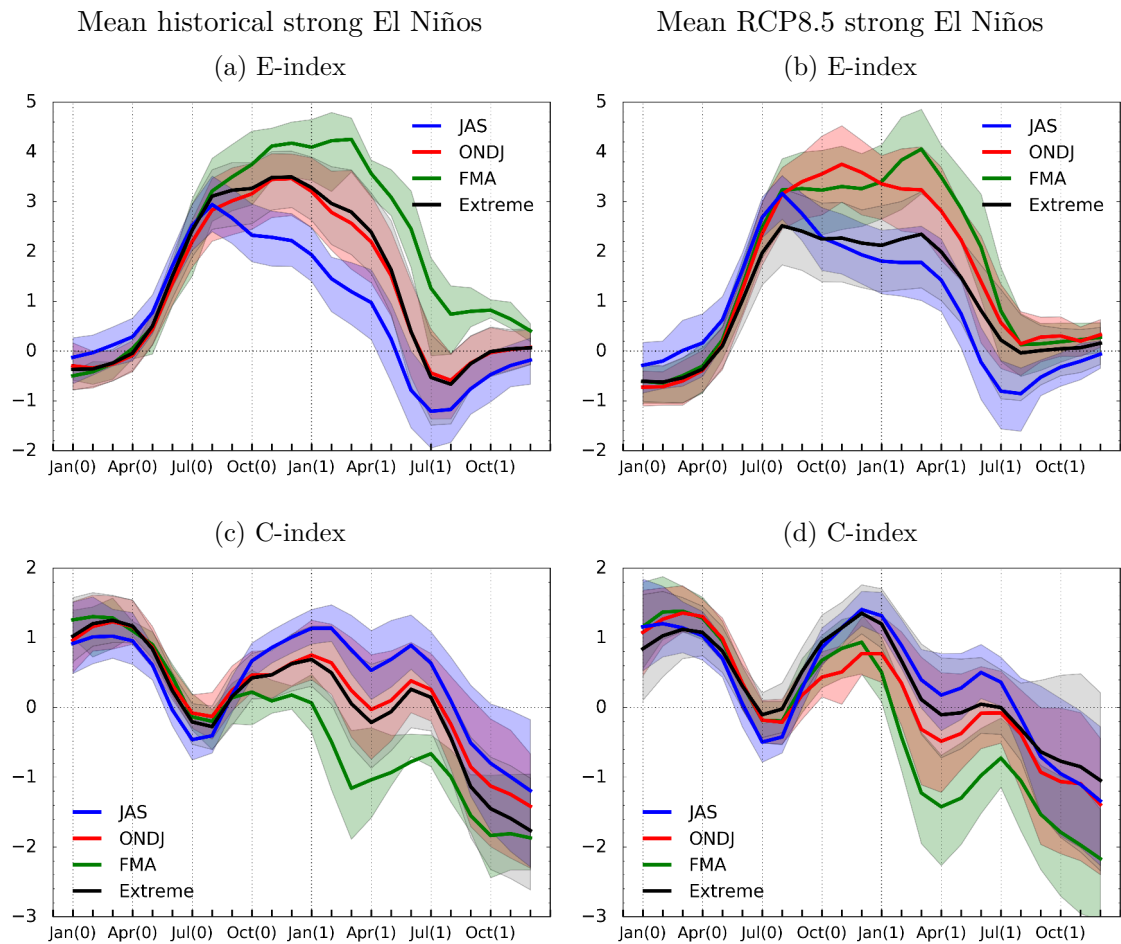 Mean historical strong El Niños
Mean RCP8.5 strong El Niños
(a) E-index
5
4
3
2
1
0
−1
−2
JAS
ONDJ
FMA
Extreme
Jan(0) Apr(0) Jul(0) Oct(0) Jan(1) Apr(1) Jul(1) Oct(1)
(b) E-index
5
4
3
2
1
0
−1
−2
JAS
ONDJ
FMA
Extreme
Jan(0) Apr(0) Jul(0) Oct(0) Jan(1) Apr(1) Jul(1) Oct(1)
(c) C-index
2
1
0
−1
−2
−3
JAS
ONDJ
FMA
Extreme
Jan(0) Apr(0) Jul(0) Oct(0) Jan(1) Apr(1) Jul(1) Oct(1)
(d) C-index
2
1
0
−1
−2
−3
JAS
ONDJ
FMA
Extreme
Jan(0) Apr(0) Jul(0) Oct(0) Jan(1) Apr(1) Jul(1) Oct(1)